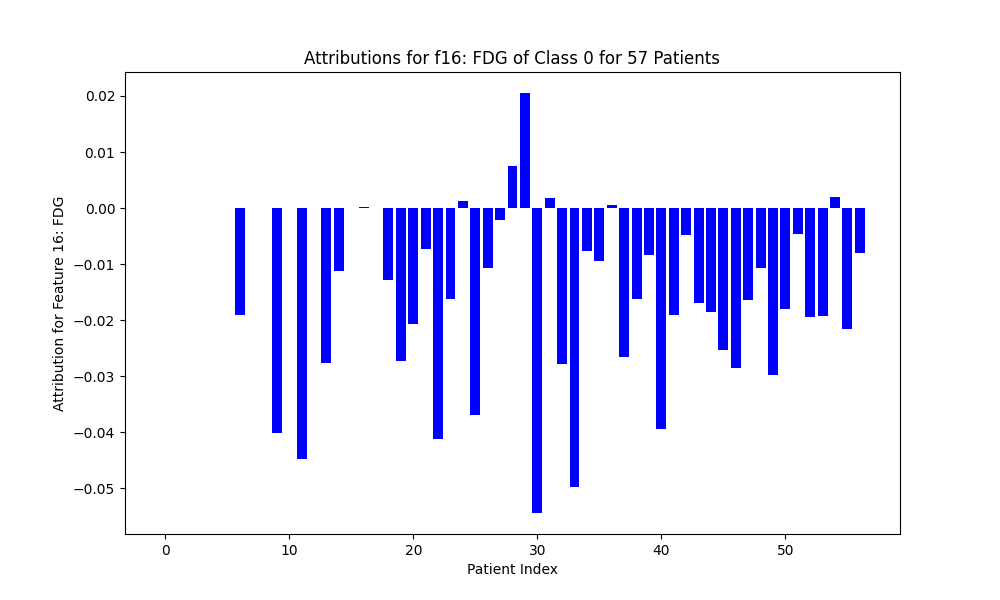 Attributions for f16: FDG of Class 0 for 57 Patients
Attribution for Feature 16: FDG
0.02
0.01
0.00
−0.01
−0.02
−0.03
−0.04
−0.05
0 10 20 30 40 50
Patient Index